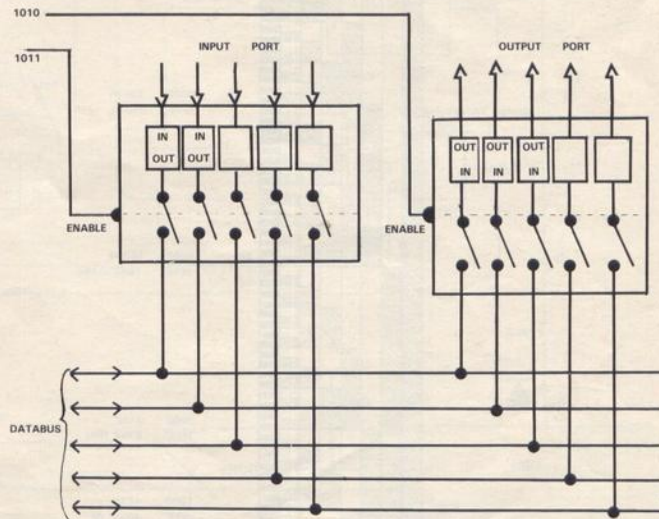 1010
1011
INPUT PORT
OUTPUT PORT
IN
OUT
IN
OUT
OUT
IN
OUT
IN
OUT
IN
ENABLE
ENABLE
DATABUS